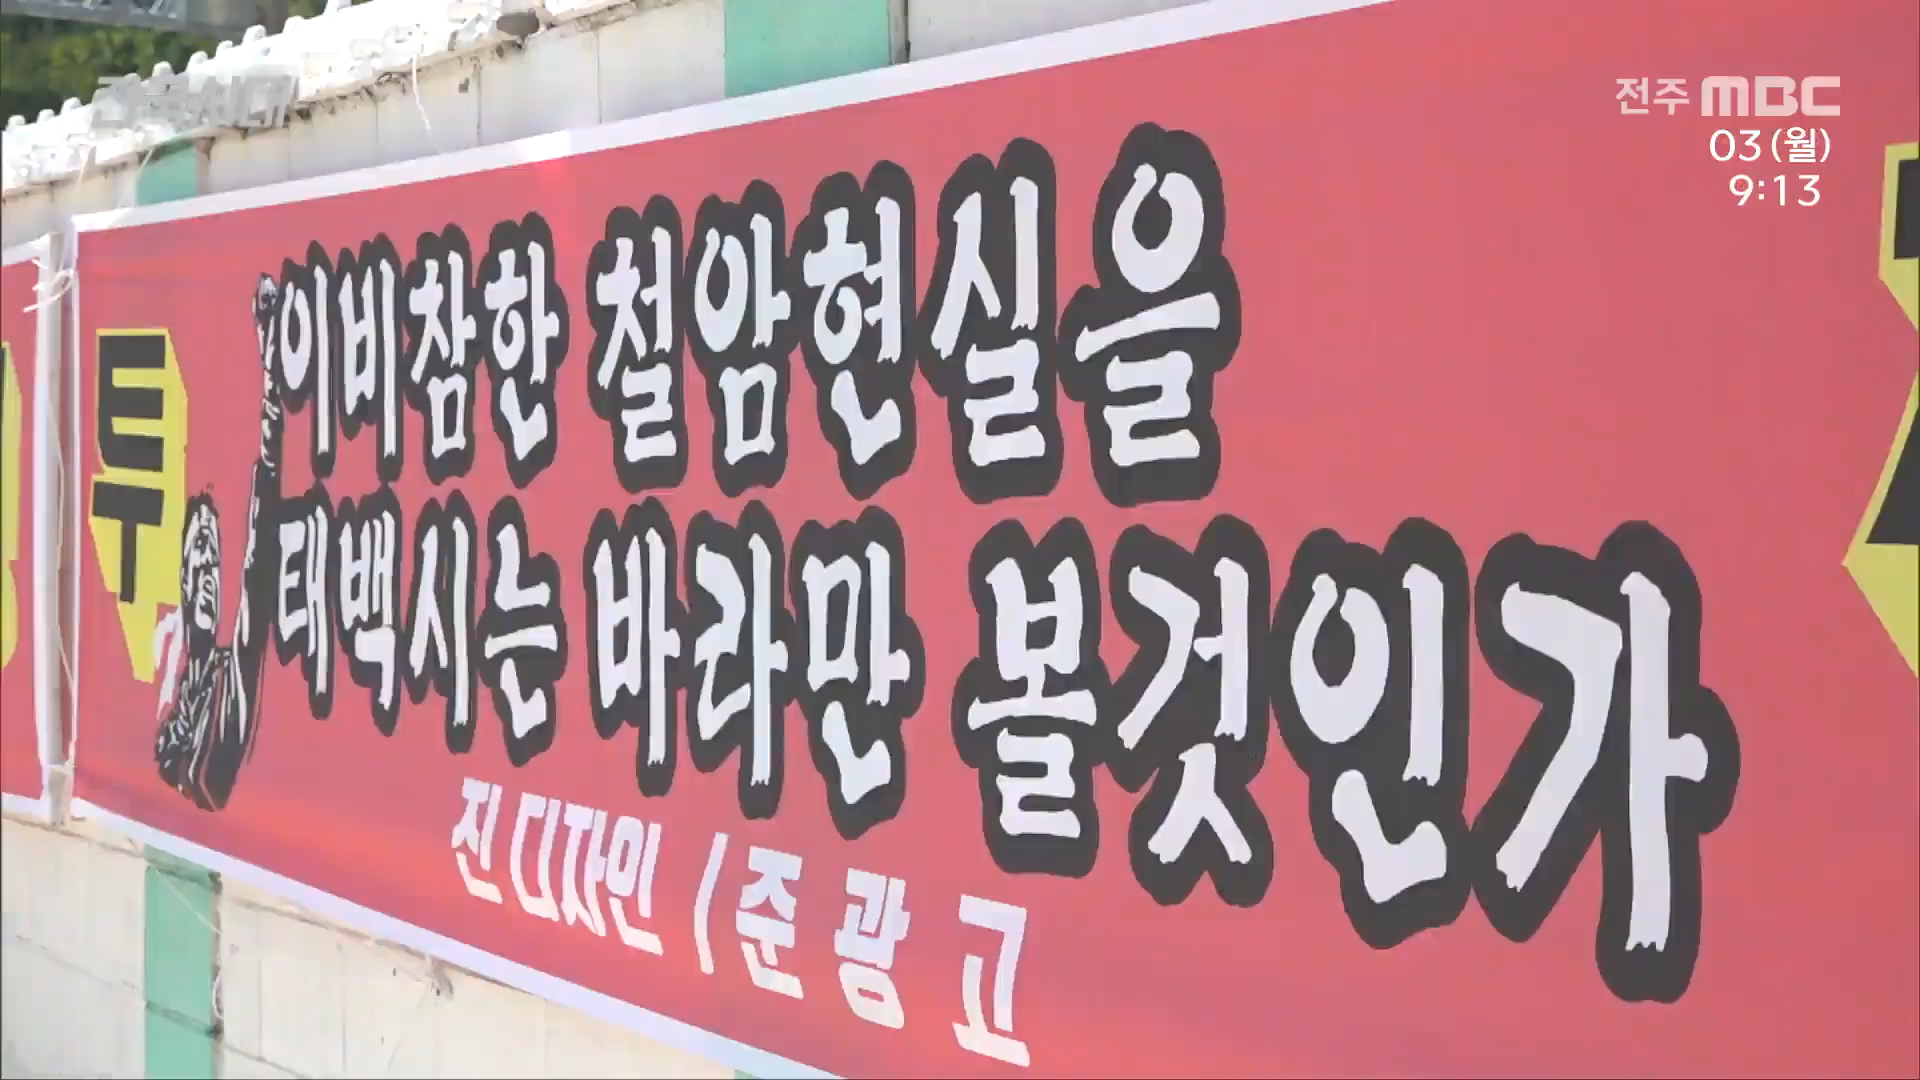 전주 MBC
03(월)
9:13
투
이비참한 철암현실을
태백시는 바라만 볼것인가
진디자인 / 준광고